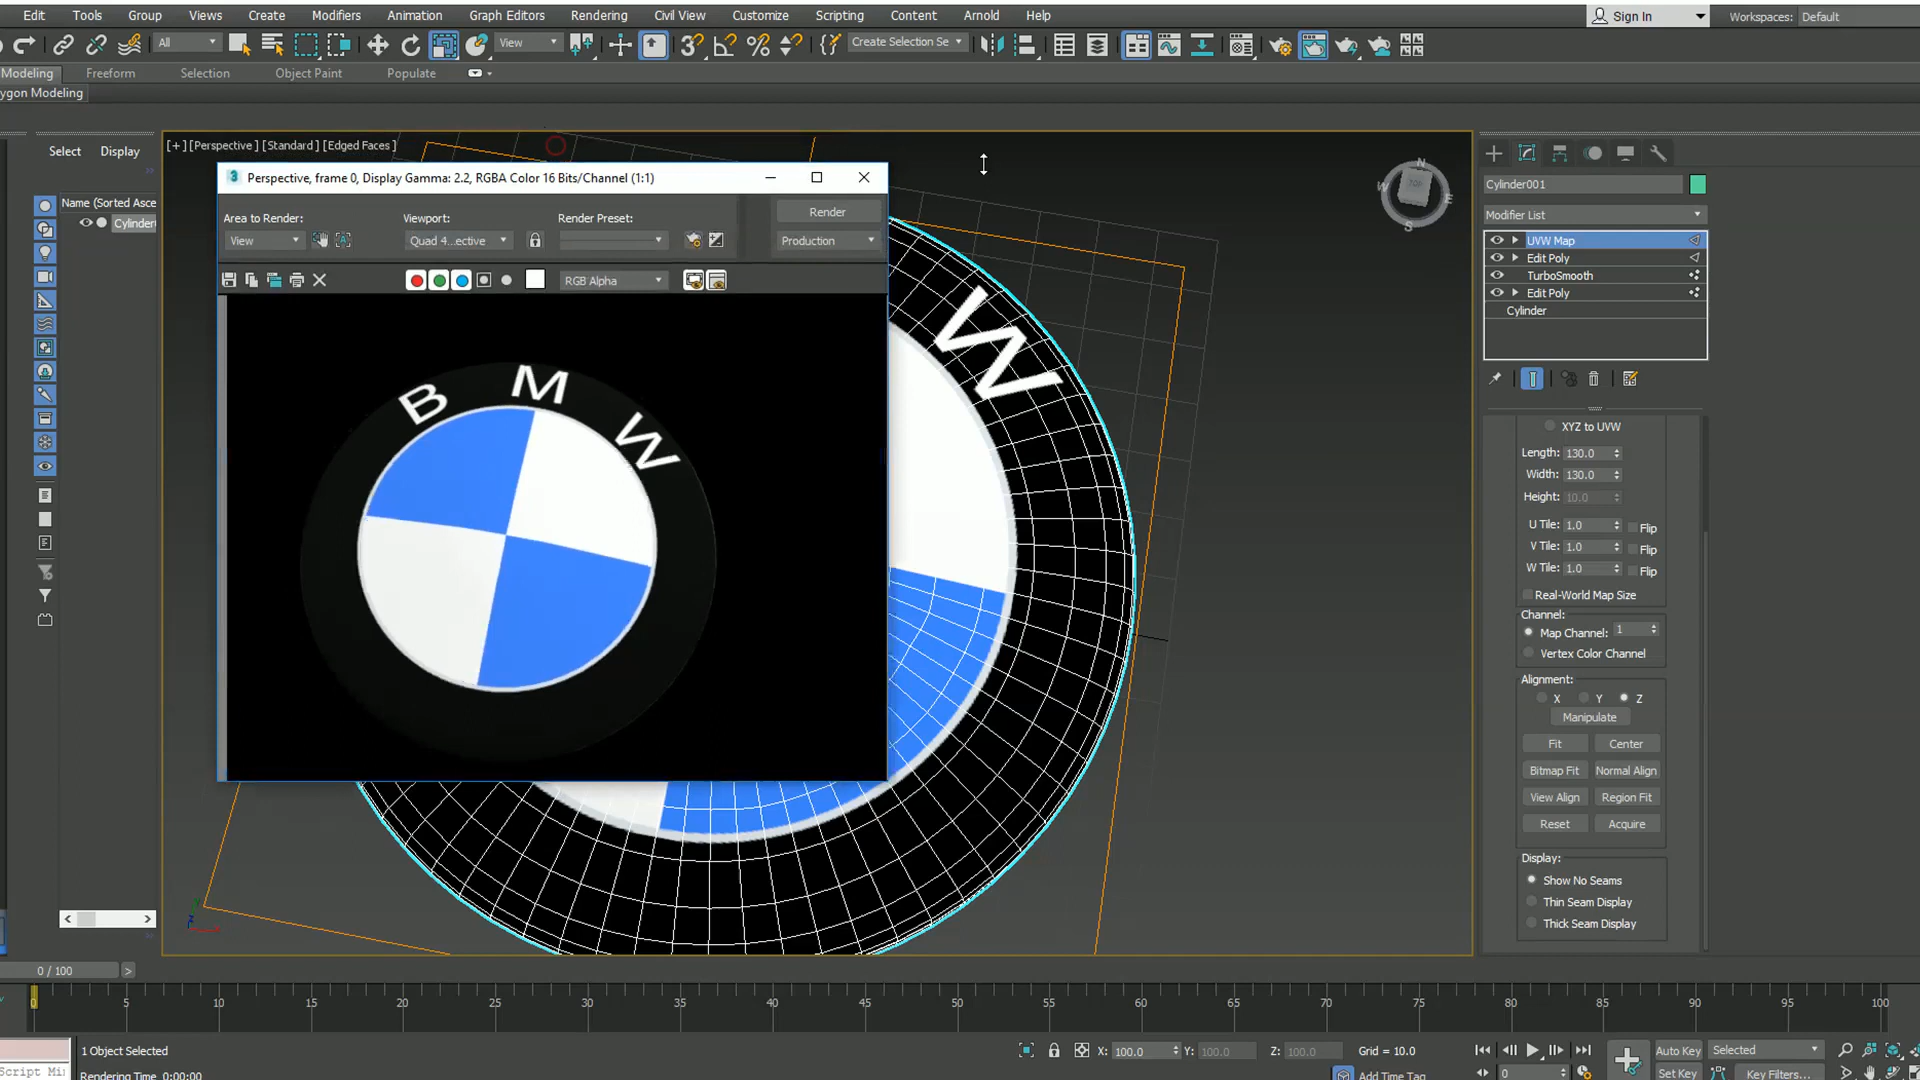 Edit Tools Group Views Create Modifiers Animation Graph Editors Rendering Civil View Customize Scripting Content Arnold Help Sign In Workspaces: Default
All View Create Selection Se
Modeling Freeform Selection Object Paint Populate
ygon Modeling
Select Display
Name (Sorted Asce
Cylinder
[+] [Perspective ] [Standard ] [Edged Faces ]
Perspective, frame 0, Display Gamma: 2.2, RGBA Color 16 Bits/Channel (1:1)
Area to Render: Viewport: Render Preset: Render
View Quad 4...ective Production
RGB Alpha
B M W
W
N
W E
S
TOP
Cylinder001
Modifier List
UVW Map
Edit Poly
TurboSmooth
Edit Poly
Cylinder
XYZ to UVW
Length: 130.0
Width: 130.0
Height: 10.0
U Tile: 1.0 Flip
V Tile: 1.0 Flip
W Tile: 1.0 Flip
Real-World Map Size
Channel:
Map Channel: 1
Vertex Color Channel
Alignment:
X Y Z
Manipulate
Fit Center
Bitmap Fit Normal Align
View Align Region Fit
Reset Acquire
Display:
Show No Seams
Thin Seam Display
Thick Seam Display
0 / 100 >
0 5 10 15 20 25 30 35 40 45 50 55 60 65 70 75 80 85 90 95 100
1 Object Selected X: 100.0 Y: 100.0 Z: 100.0 Grid = 10.0 Auto Key Selected
Script Mi Rendering Time 0:00:00 Add Time Tag 0 Set Key Key Filters...